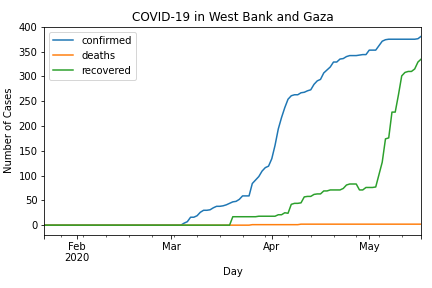 COVID-19 in West Bank and Gaza
confirmed
deaths
recovered
Number of Cases
400
350
300
250
200
150
100
50
0
Feb
2020
Mar
Apr
May
Day